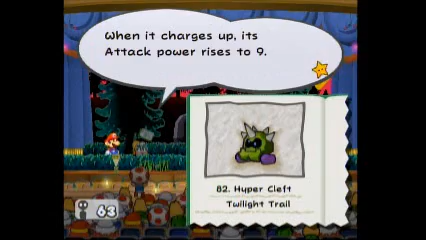 When it charges up, its
Attack power rises to 9.
82. Hyper Cleft
Twilight Trail
63